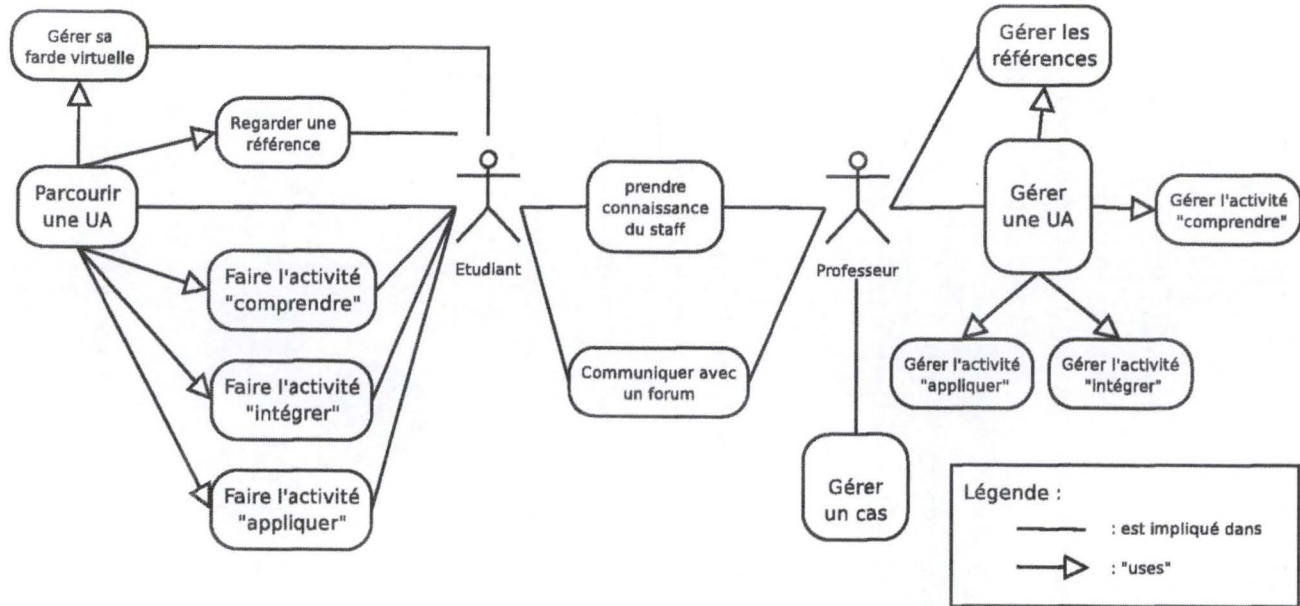 Gérer sa
farde virtuelle
Regarder une
référence
Parcourir
une UA
Faire l'activité
"comprendre"
Faire l'activité
"intégrer"
Faire l'activité
"appliquer"
Etudiant
prendre
connaissance
du staff
Communiquer avec
un forum
Professeur
Gérer
un cas
Gérer les
références
Gérer
une UA
Gérer l'activité
"comprendre"
Gérer l'activité
"appliquer"
Gérer l'activité
"intégrer"
Légende :
: est impliqué dans
: "uses"